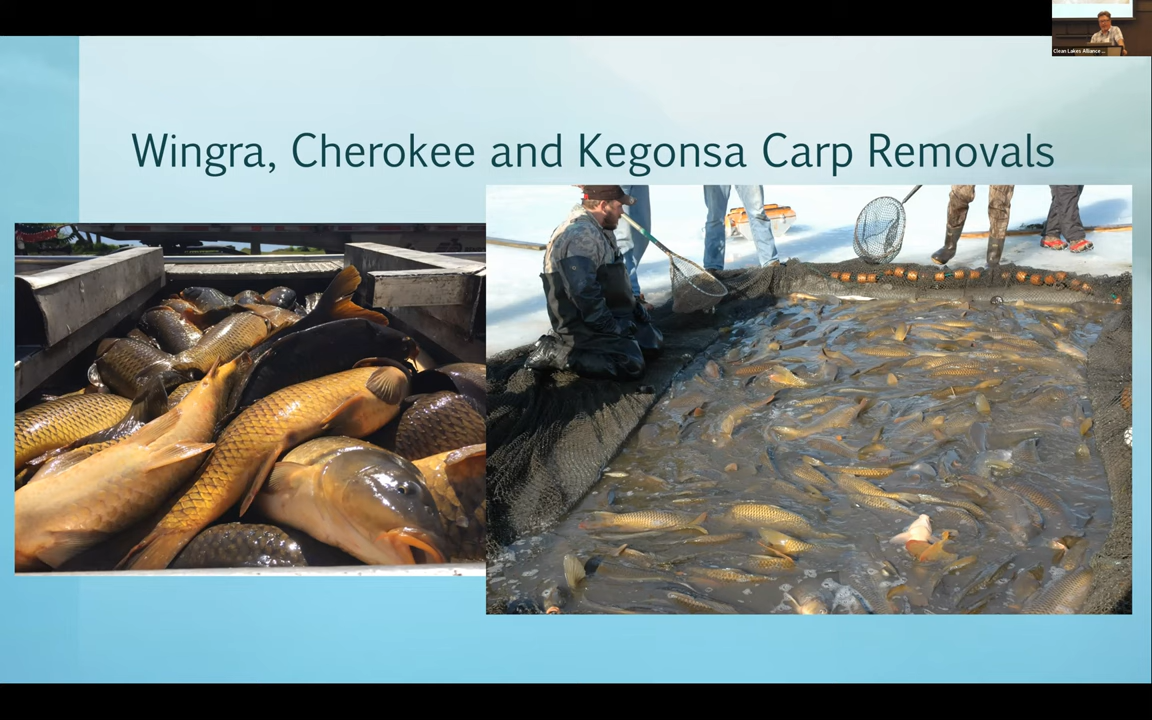 Clean Lakes Alliance ...
Wingra, Cherokee and Kegonsa Carp Removals